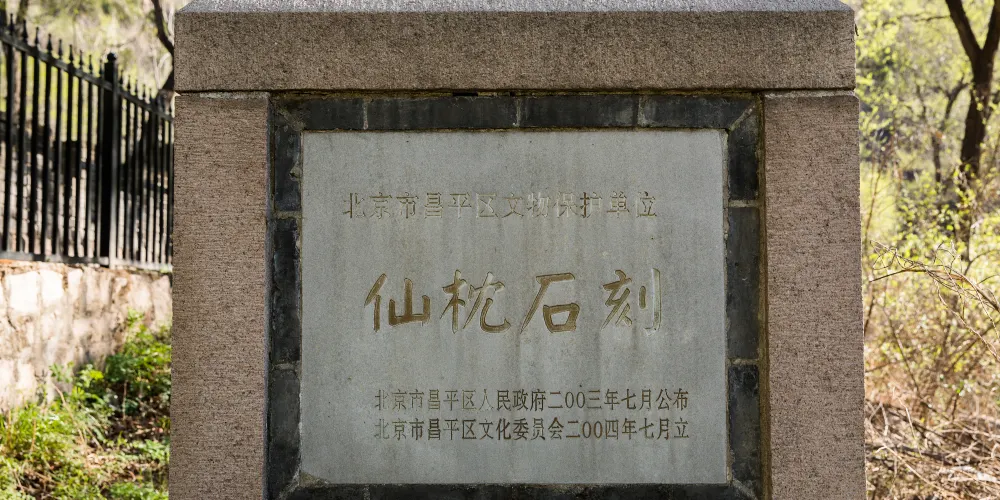 北京市昌平区文物保护单位
仙枕石刻
北京市昌平区人民政府二00三年七月公布
北京市昌平区文化委员会二00四年七月立